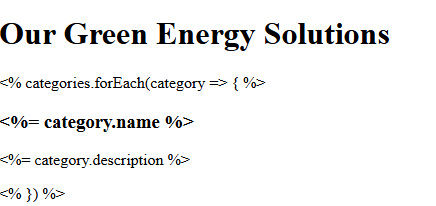 Our Green Energy Solutions
<% categories.forEach(category => { %>
<%= category.name %>
<%= category.description %>
<% }) %>